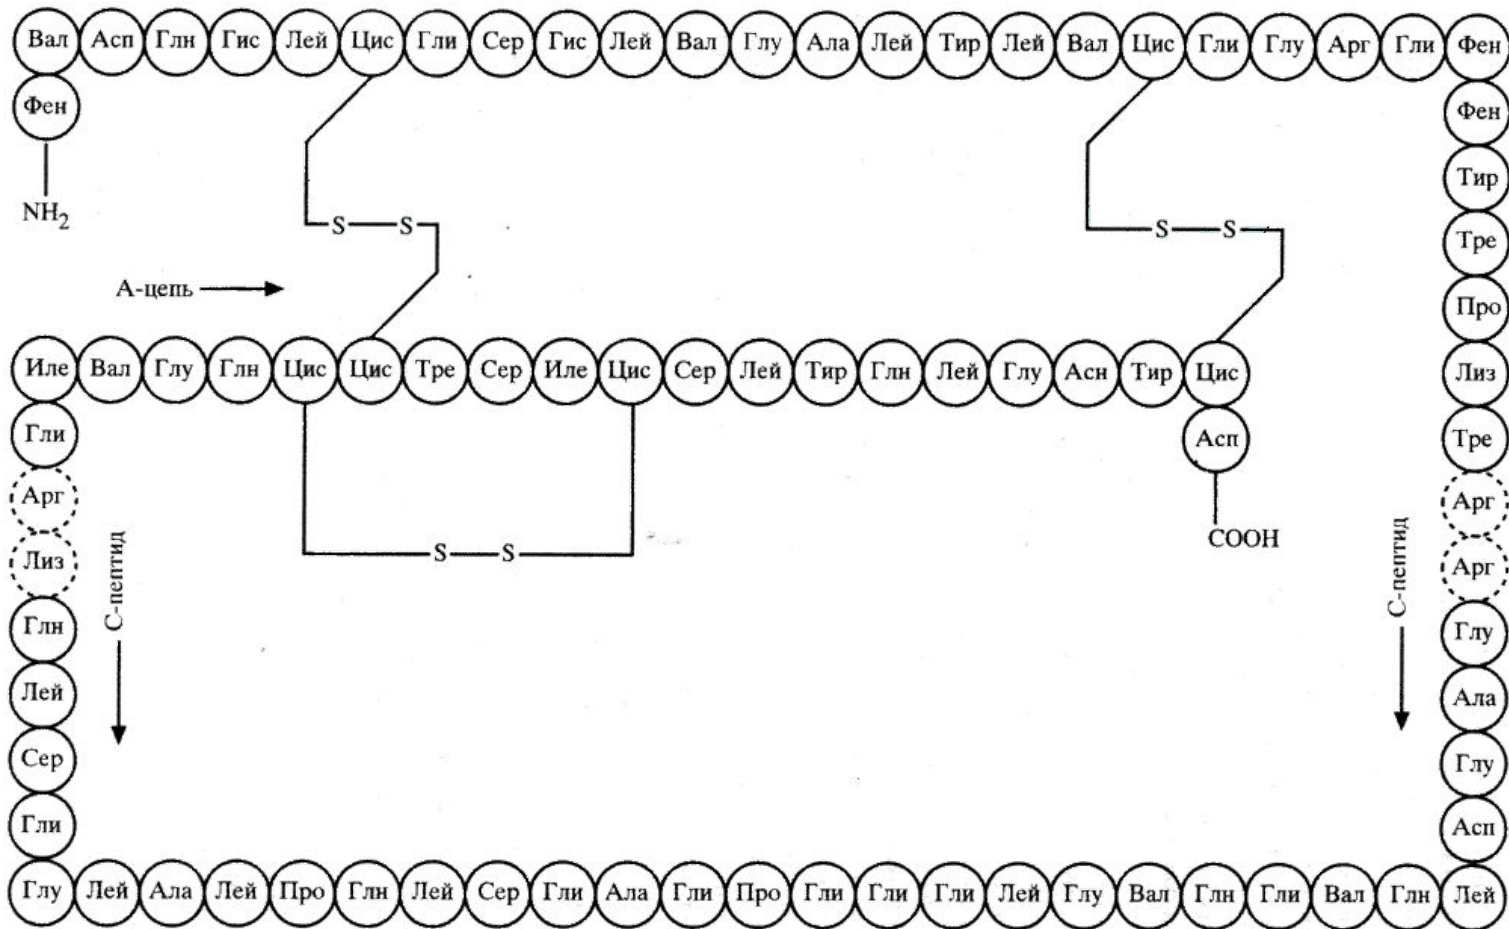 Вал Асп Глн Гис Лей Цис Гли Сер Гис Лей Вал Глу Ала Лей Тир Лей Вал Цис Гли Глу Арг Гли Фен
Фен Фен
Тир
NH2
S S S S Тре
А-цепь
Про
Иле Вал Глу Глн Цис Цис Тре Сер Иле Цис Сер Лей Тир Глн Лей Глу Асн Тир Цис Лиз
Гли Асп Тре
Арг Арг
S S COOH
Лиз Арг
С-пептид С-пептид
Глн Глу
Лей Ала
Сер Глу
Гли Асп
Глу Лей Ала Лей Про Глн Лей Сер Гли Ала Гли Про Гли Гли Гли Лей Глу Вал Глн Гли Вал Глн Лей